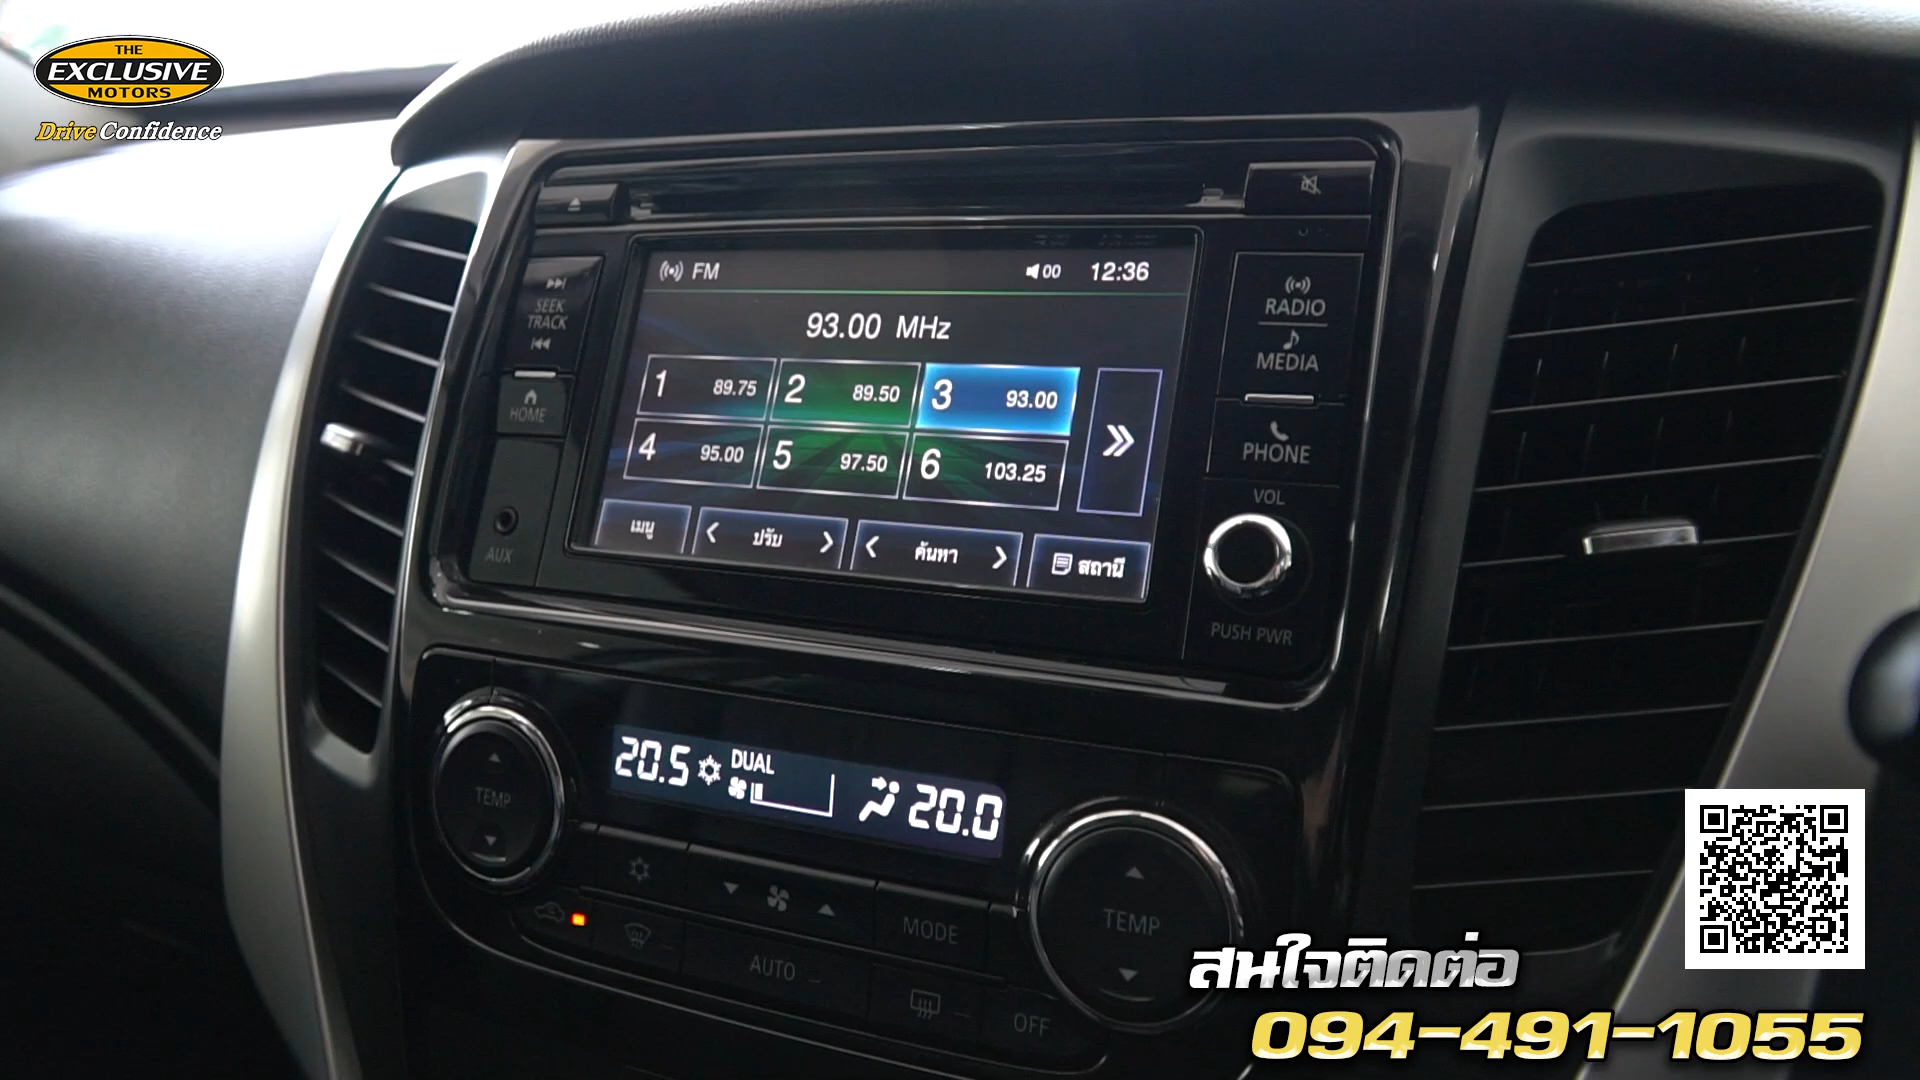 THE
EXCLUSIVE
MOTORS
Drive Confidence
FM
00
12:36
93.00 MHz
1 89.75
2 89.50
3 93.00
4 95.00
5 97.50
6 103.25
เมนู
ปรับ
ค้นหา
สถานี
SEEK
TRACK
HOME
AUX
RADIO
MEDIA
PHONE
VOL
PUSH PWR
20.5
DUAL
20.0
TEMP
TEMP
MODE
AUTO
OFF
สนใจติดต่อ
094-491-1055